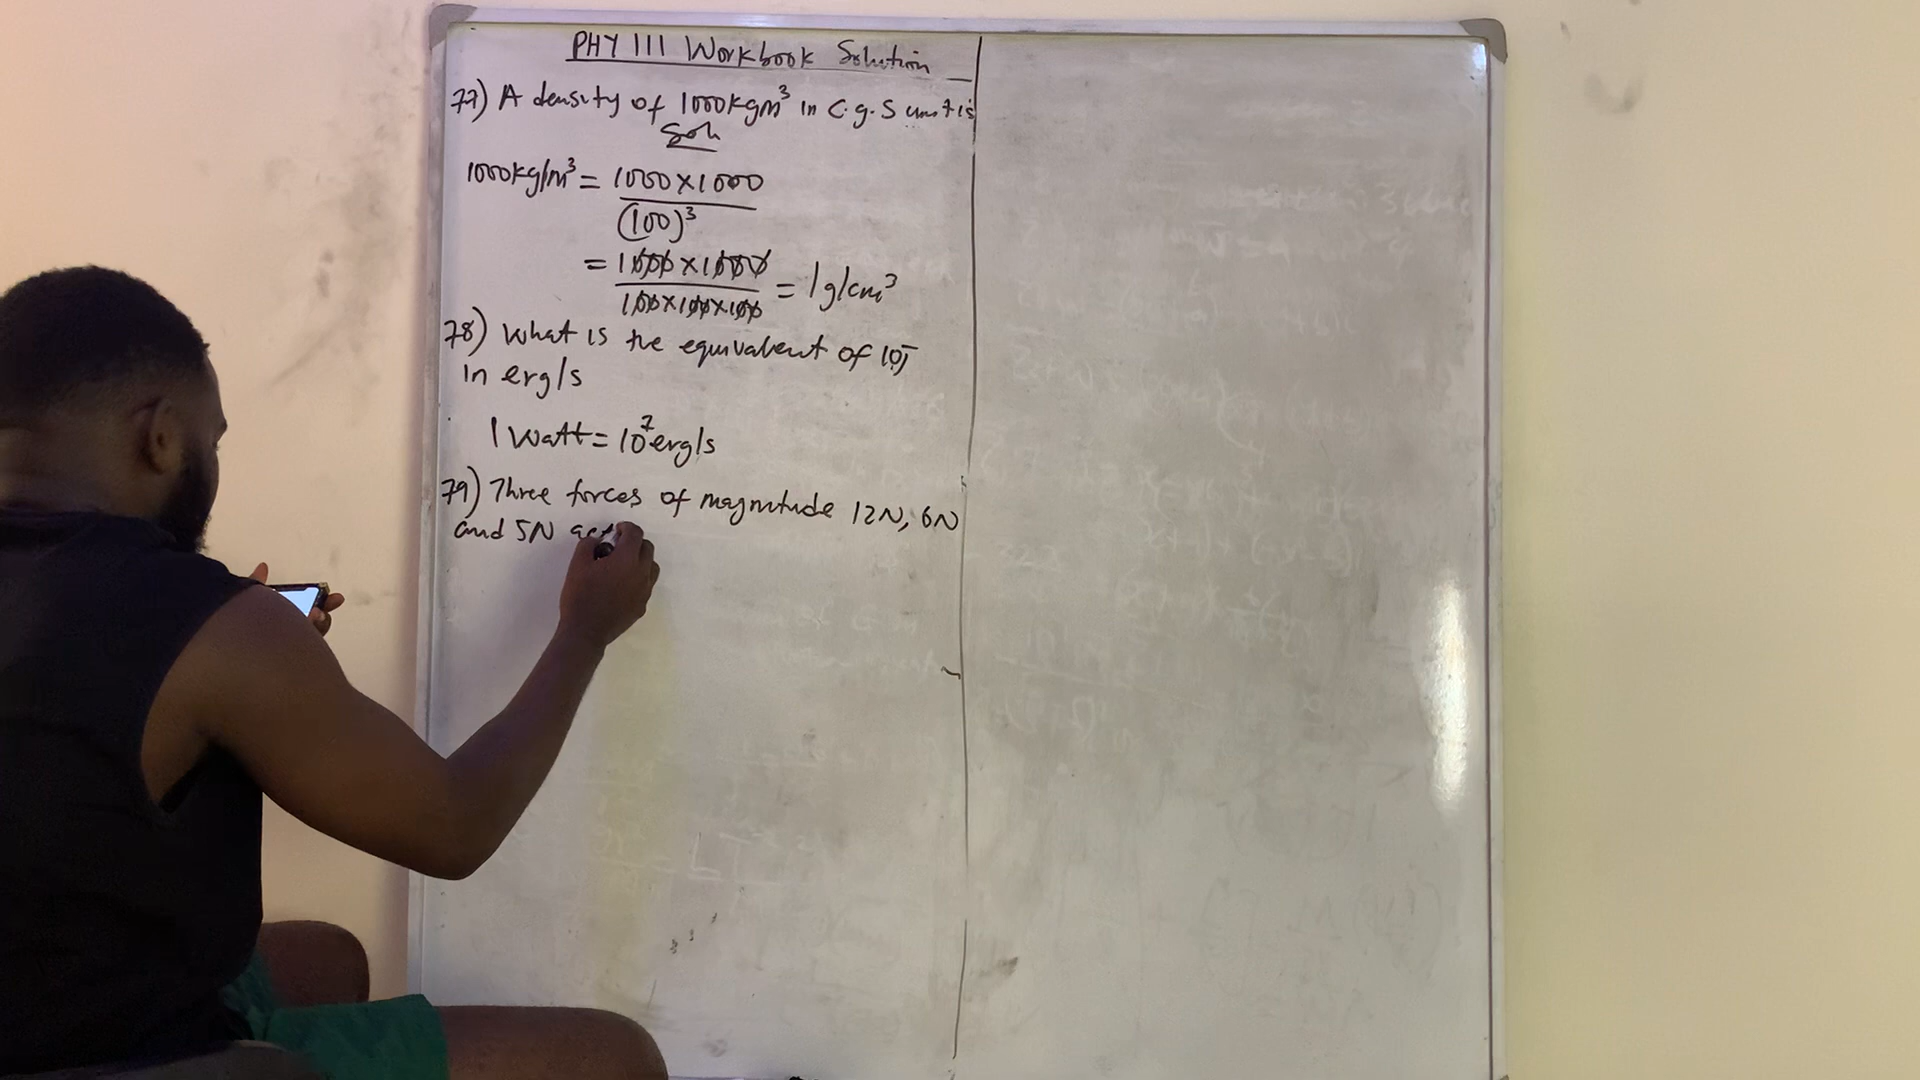 PHY 111 Workbook Solution
77) A density of 1000kgm³ in C.g.S unit is
Soln
1000kg/m³ = 1000×1000
(100)³
= 1000×1000
100×100×100
= 1g/cm³
78) What is the equivalent of 10J
in erg/s
1 Watt = 10⁷erg/s
79) Three forces of magnitude 12N, 6N
and 5N act